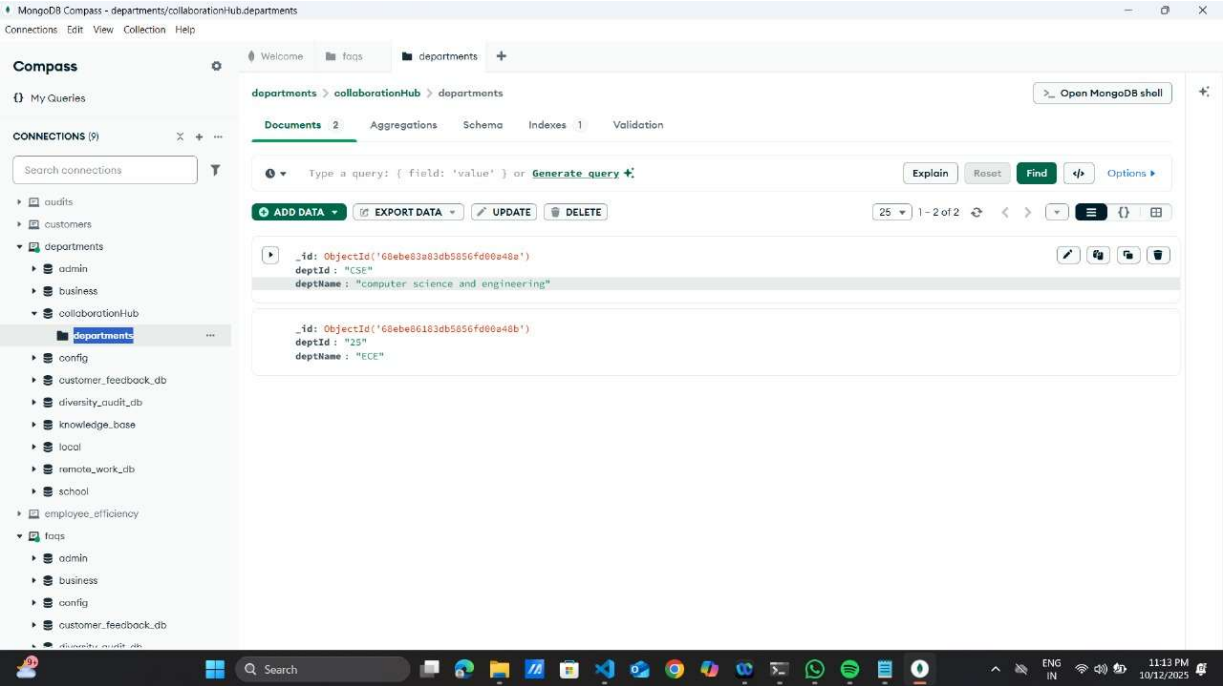 MongoDB Compass - departments/collaborationHub.departments
Connections Edit View Collection Help
Compass
My Queries
CONNECTIONS (9)
Search connections
audits
customers
departments
admin
business
collaborationHub
departments
config
customer_feedback_db
diversity_audit_db
knowledge_base
local
remote_work_db
school
employee_efficiency
faqs
admin
business
config
customer_feedback_db
diversity_audit_db
Welcome faqs departments
departments > collaborationHub > departments
>_ Open MongoDB shell
Documents 2 Aggregations Schema Indexes 1 Validation
Type a query: { field: 'value' } or Generate query
Explain Reset Find </> Options
ADD DATA EXPORT DATA UPDATE DELETE
25 1 – 2 of 2 {}
_id: ObjectId('68ebe83a83db5856fd00a48a')
deptId : "CSE"
deptName : "computer science and engineering"
_id: ObjectId('68ebe86183db5856fd00a48b')
deptId : "25"
deptName : "ECE"
9+
Search
ENG
IN
11:13 PM
10/12/2025